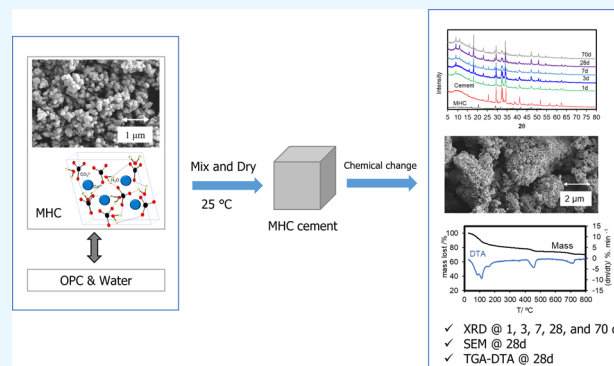 1 μm
CO₃²⁻
Ca²⁺
H₂O
MHC
OPC & Water
Mix and Dry
25 °C
MHC cement
Chemical change
Intensity
70d
28d
7d
3d
1d
Cement
MHC
5 10 15 20 25 30 35 40 45 50 55 60 65 70 75 80
2θ
2 μm
mass lost /%
100
80
60
40
20
Mass
DTA
15
10
5
0
-5
-10
-15
(dm/dt)/ %. min⁻¹
0 100 200 300 400 500 600 700 800
T/ ºC
✓ XRD @ 1, 3, 7, 28, and 70 d
✓ SEM @ 28d
✓ TGA-DTA @ 28d